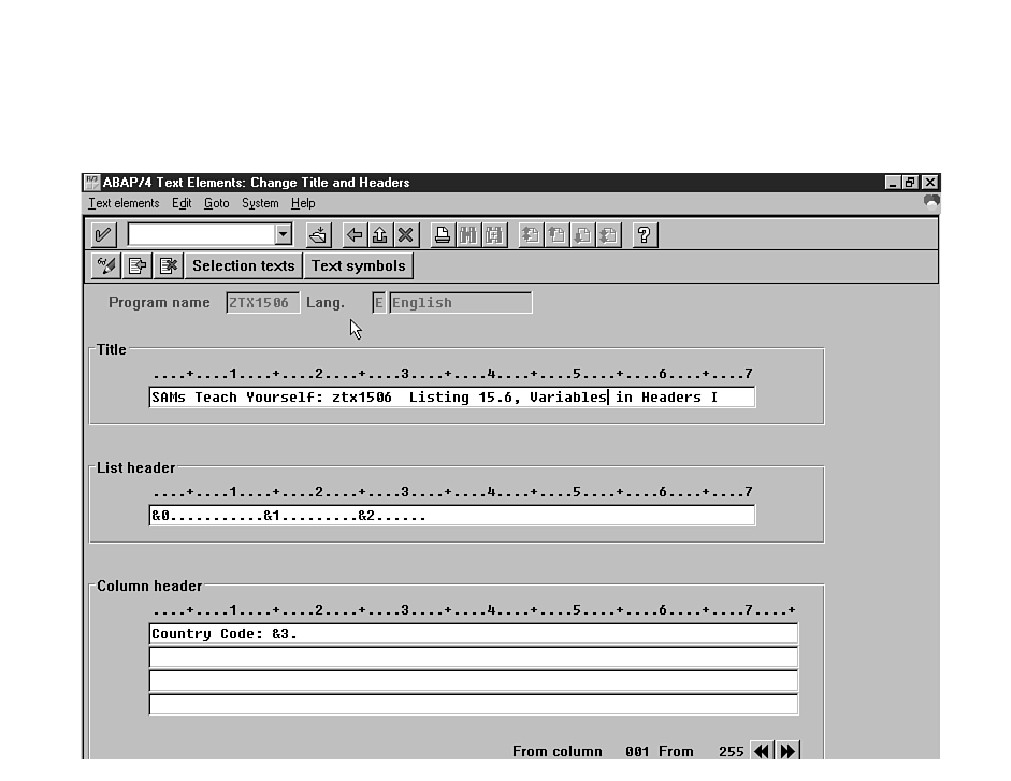 ABAP/4 Text Elements: Change Title and Headers
Text elements Edit Goto System Help
Selection texts Text symbols
Program name ZTX1506 Lang. E English
Title
....+....1....+....2....+....3....+....4....+....5....+....6....+....7
SAMs Teach Yourself: ztx1506  Listing 15.6, Variables in Headers I
List header
....+....1....+....2....+....3....+....4....+....5....+....6....+....7
&0...........&1.........&2......
Column header
....+....1....+....2....+....3....+....4....+....5....+....6....+....7....+
Country Code: &3.
From column 001 From 255